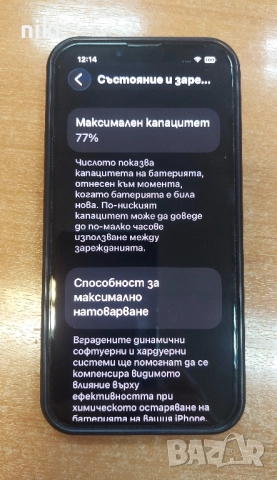 12:14
Състояние и заре...
Максимален капацитет
77%
Числото показва
капацитета на батерията,
отнесен към момента,
когато батерията е била
нова. По-ниският
капацитет може да доведе
до по-малко часове
използване между
зарежданията.
Способност за
максимално
натоварване
Вградените динамични
софтуерни и хардуерни
системи ще помогнат да се
компенсира видимото
влияние върху
ефективността при
химическото остаряване на
батерията на вашия iPhone.
BAZAR